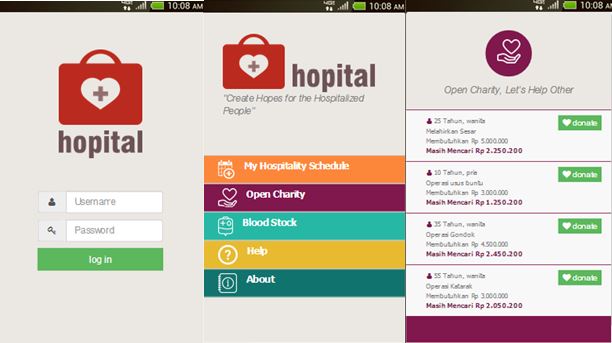 10:08 AM
hopital
Username
Password
log in
10:08 AM
hopital
"Create Hopes for the Hospitalized
People"
My Hospitality Schedule
Open Charity
Blood Stock
Help
About
10:08 AM
Open Charity, Let's Help Other
25 Tahun, wanita
Melahirkan Sesar
Membutuhkan Rp 5.000.000
Masih Mencari Rp 2.250.200
donate
10 Tahun, pria
Operasi usus buntu
Membutuhkan Rp 3.000.000
Masih Mencari Rp 1.250.200
donate
35 Tahun, wanita
Operasi Gondok
Membutuhkan Rp 4.500.000
Masih Mencari Rp 2.450.200
donate
55 Tahun, wanita
Operasi Katarak
Membutuhkan Rp 3.000.000
Masih Mencari Rp 2.050.200
donate